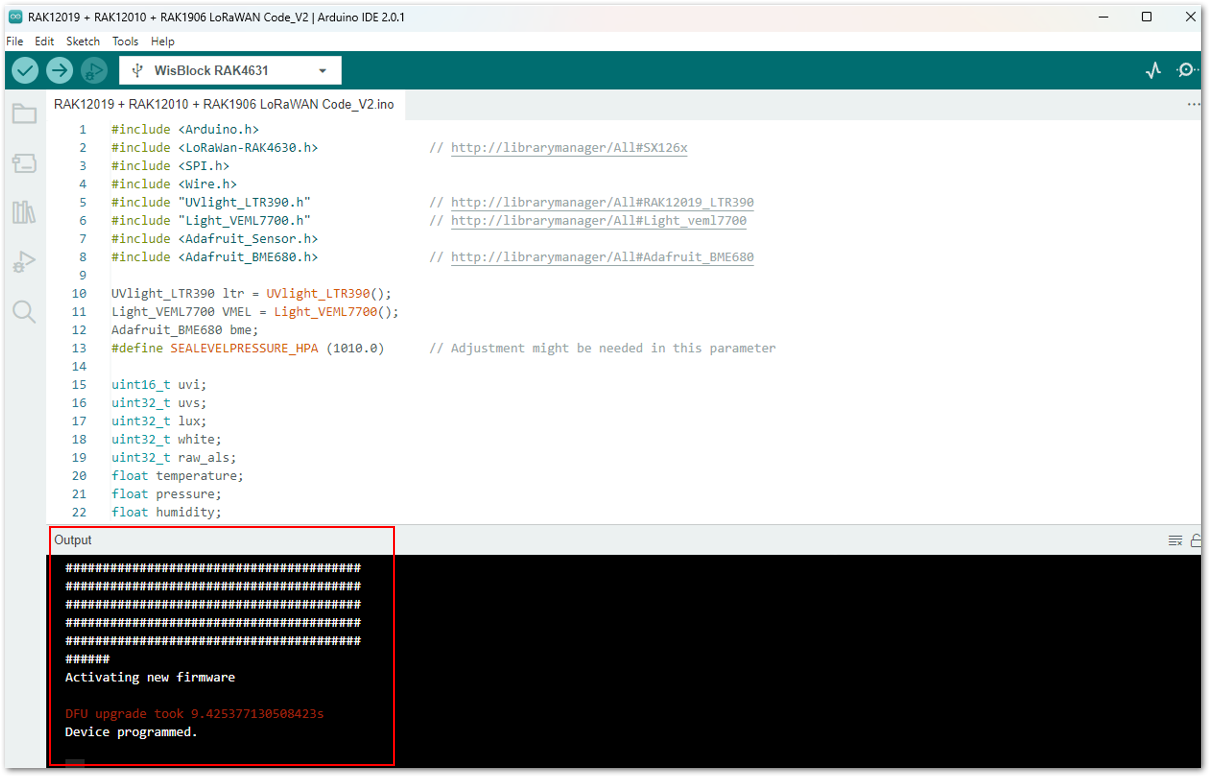 RAK12019 + RAK12010 + RAK1906 LoRaWAN Code_V2 | Arduino IDE 2.0.1
File Edit Sketch Tools Help
WisBlock RAK4631
RAK12019 + RAK12010 + RAK1906 LoRaWAN Code_V2.ino
1 #include <Arduino.h>
2 #include <LoRaWan-RAK4630.h> // http://librarymanager/All#SX126x
3 #include <SPI.h>
4 #include <Wire.h>
5 #include "UVlight_LTR390.h" // http://librarymanager/All#RAK12019_LTR390
6 #include "Light_VEML7700.h" // http://librarymanager/All#Light_veml7700
7 #include <Adafruit_Sensor.h>
8 #include <Adafruit_BME680.h> // http://librarymanager/All#Adafruit_BME680
9
10 UVlight_LTR390 ltr = UVlight_LTR390();
11 Light_VEML7700 VMEL = Light_VEML7700();
12 Adafruit_BME680 bme;
13 #define SEALEVELPRESSURE_HPA (1010.0) // Adjustment might be needed in this parameter
14
15 uint16_t uvi;
16 uint32_t uvs;
17 uint32_t lux;
18 uint32_t white;
19 uint32_t raw_als;
20 float temperature;
21 float pressure;
22 float humidity;
Output
########################################
########################################
########################################
########################################
########################################
######
Activating new firmware
DFU upgrade took 9.425377130508423s
Device programmed.